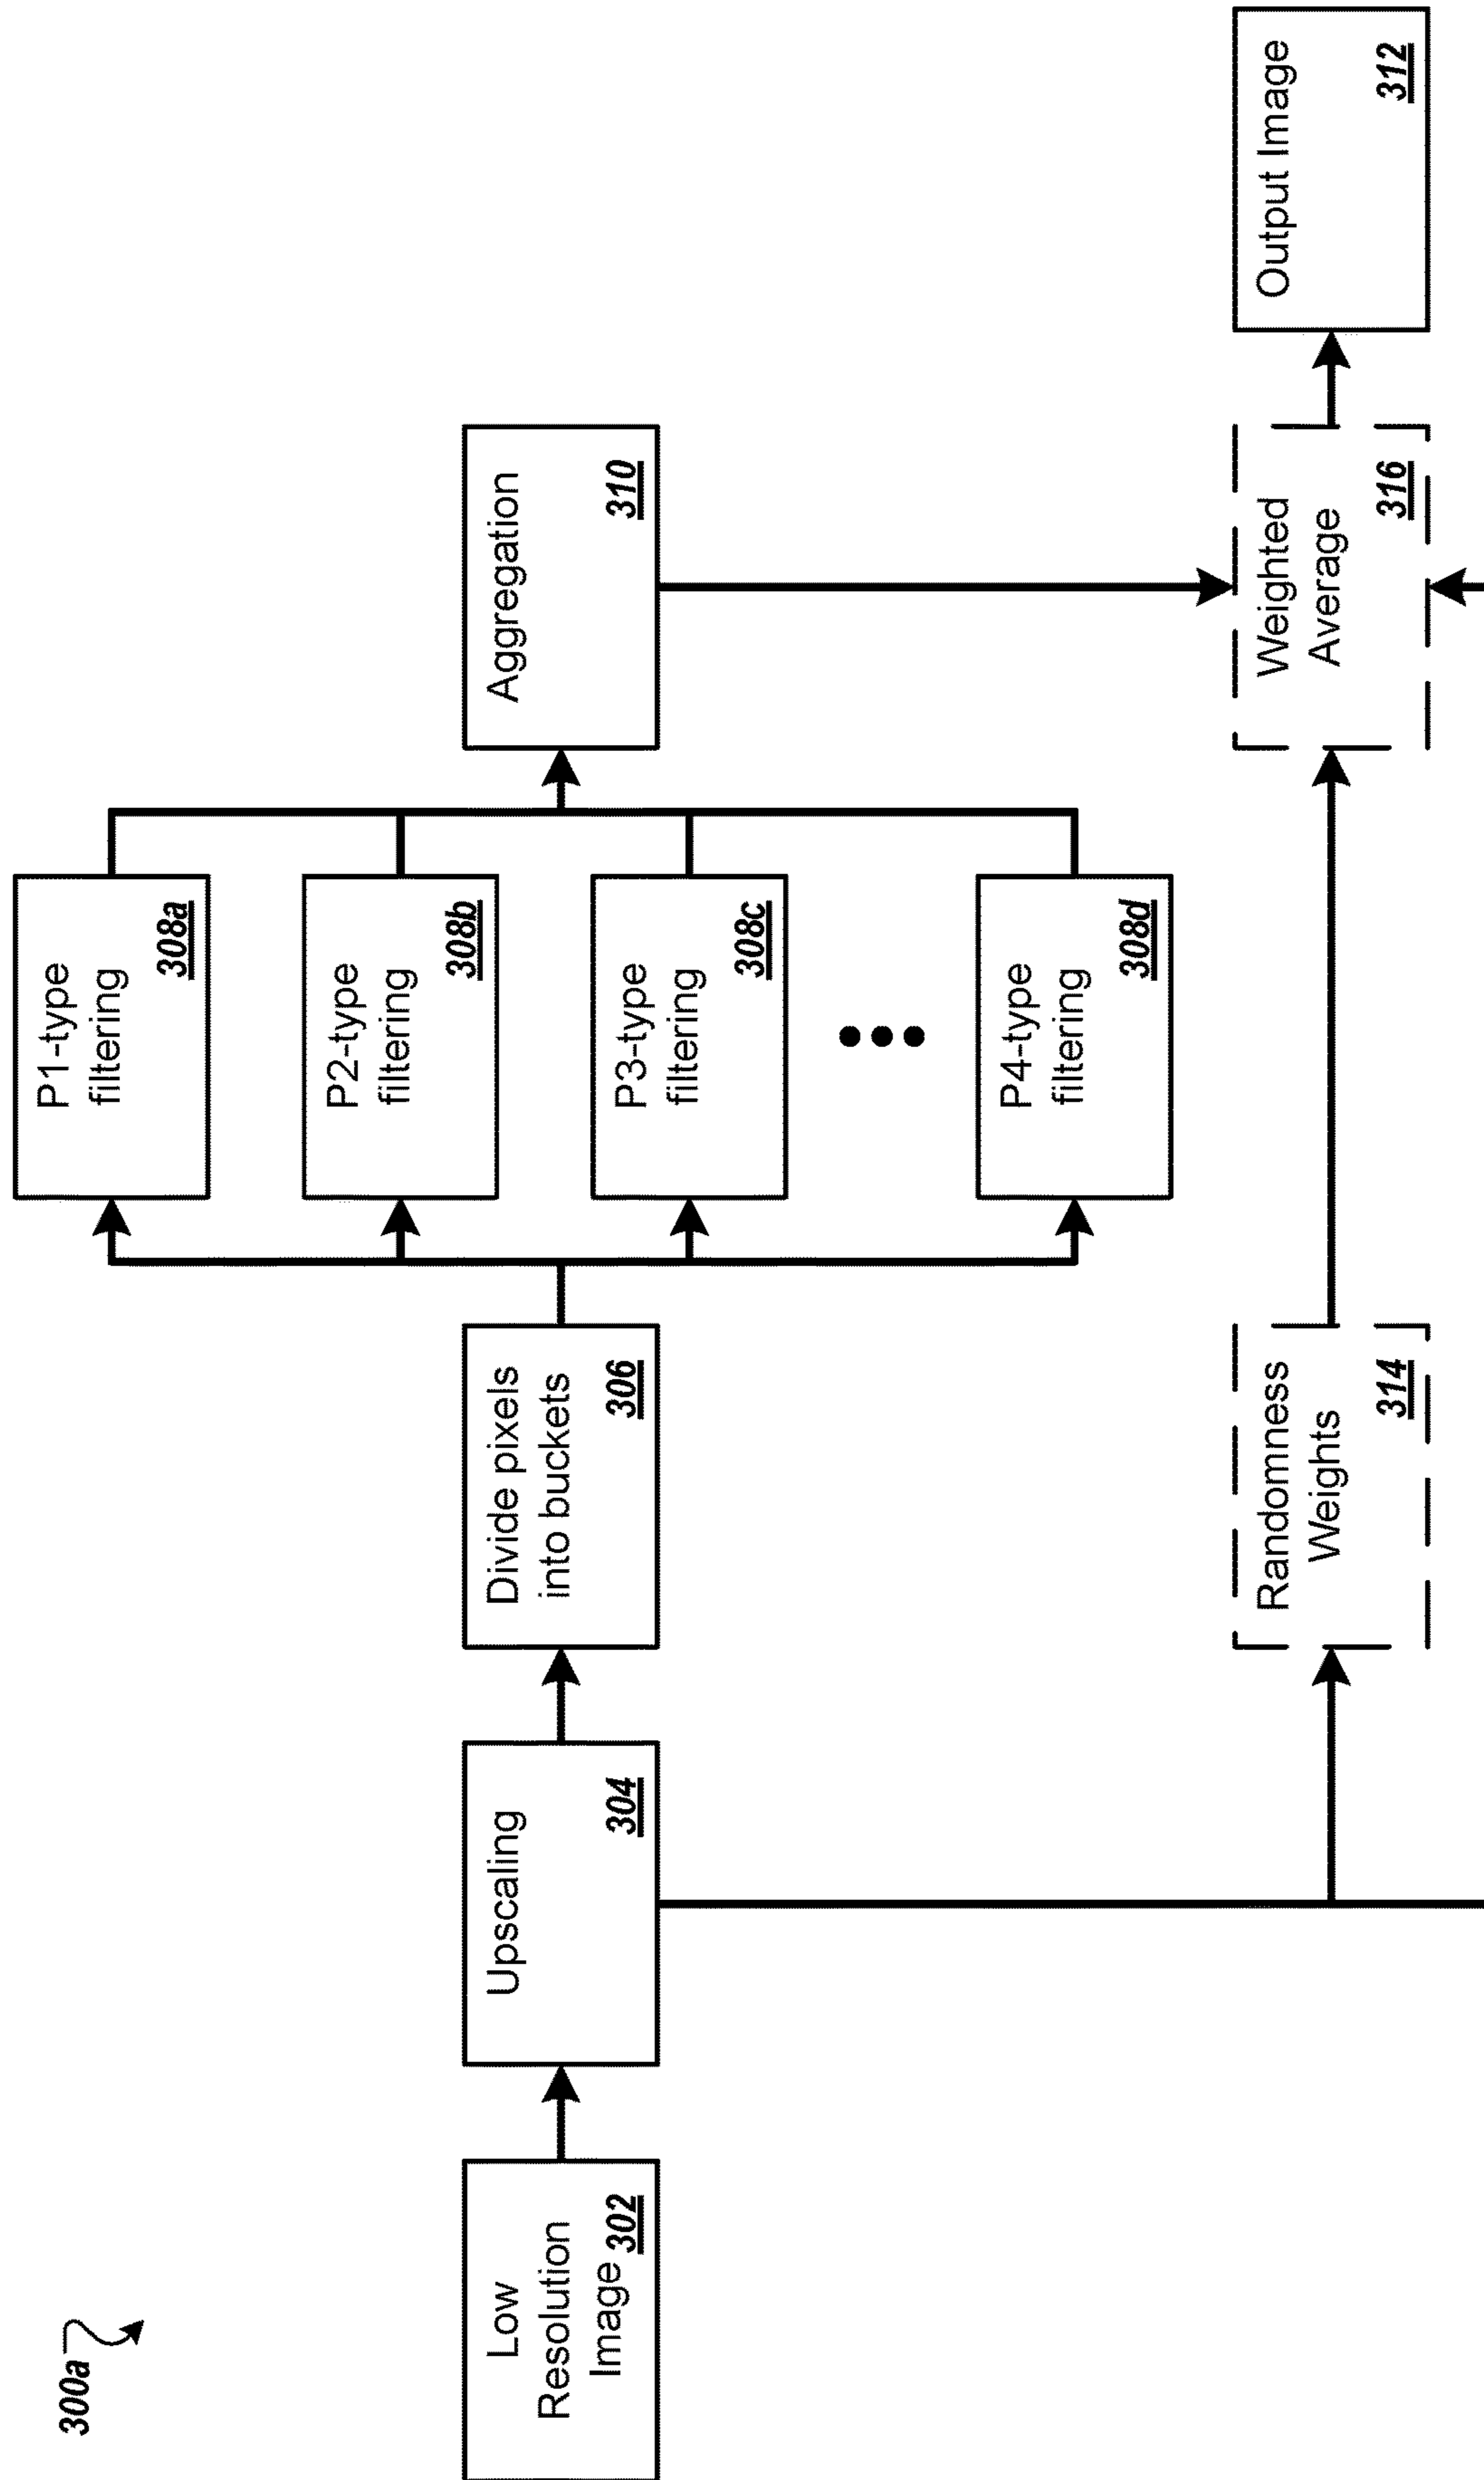 300a
Low
Resolution
Image 302
Upscaling
304
Divide pixels
into buckets
306
P1-type
filtering
308a
P2-type
filtering
308b
P3-type
filtering
308c
P4-type
filtering
308d
Aggregation
310
Randomness
Weights
314
Weighted
Average
316
Output Image
312